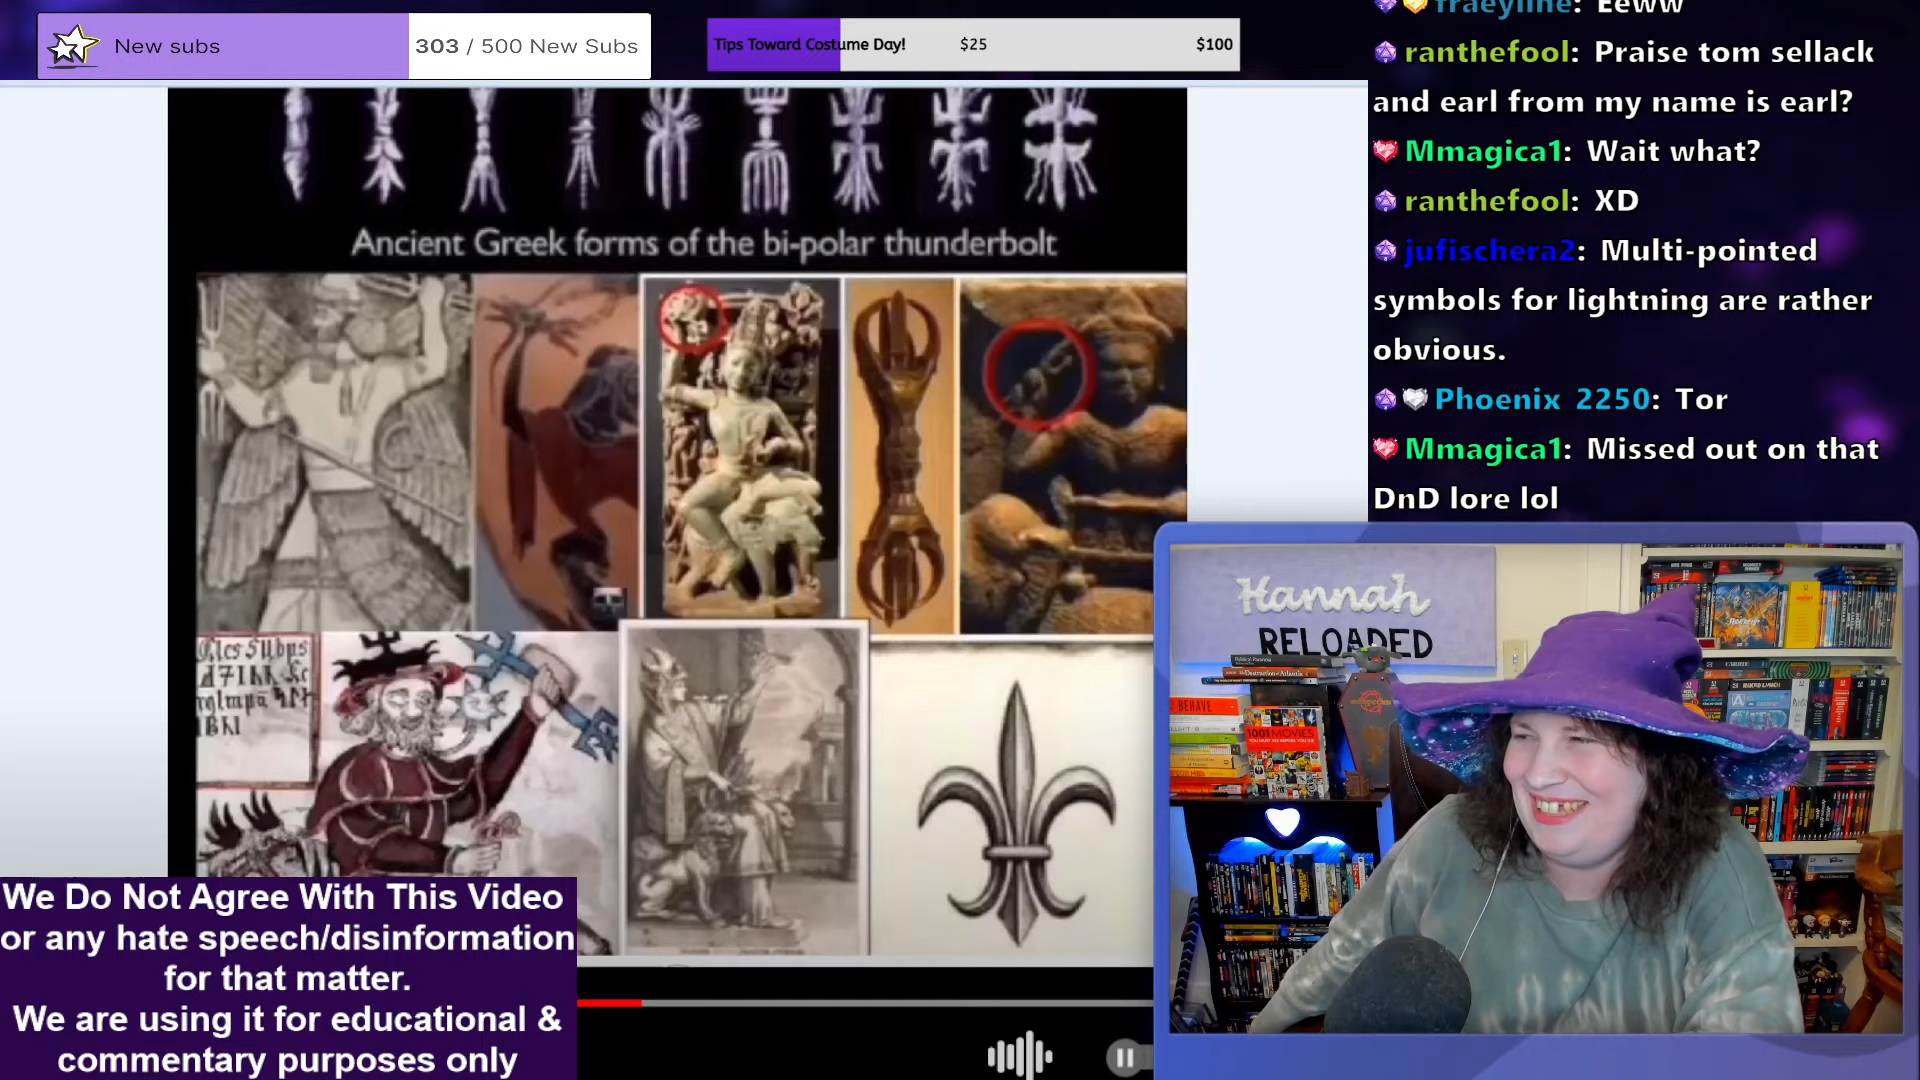 New subs
303 / 500 New Subs
Tips Toward Costume Day!
$25
$100
fraeyline: Eeww
ranthefool: Praise tom sellack
and earl from my name is earl?
Mmagica1: Wait what?
ranthefool: XD
jufischera2: Multi-pointed
symbols for lightning are rather
obvious.
Phoenix 2250: Tor
Mmagica1: Missed out on that
DnD lore lol
Ancient Greek forms of the bi-polar thunderbolt
We Do Not Agree With This Video
or any hate speech/disinformation
for that matter.
We are using it for educational &
commentary purposes only
Hannah
RELOADED
BEHAVE
1001 MOVIES